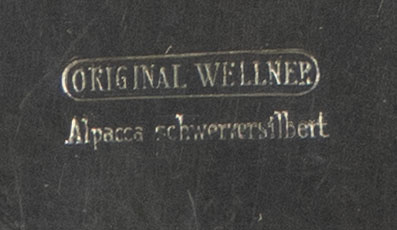 ORIGINAL WELLNER
Alpacca schwerversilbert